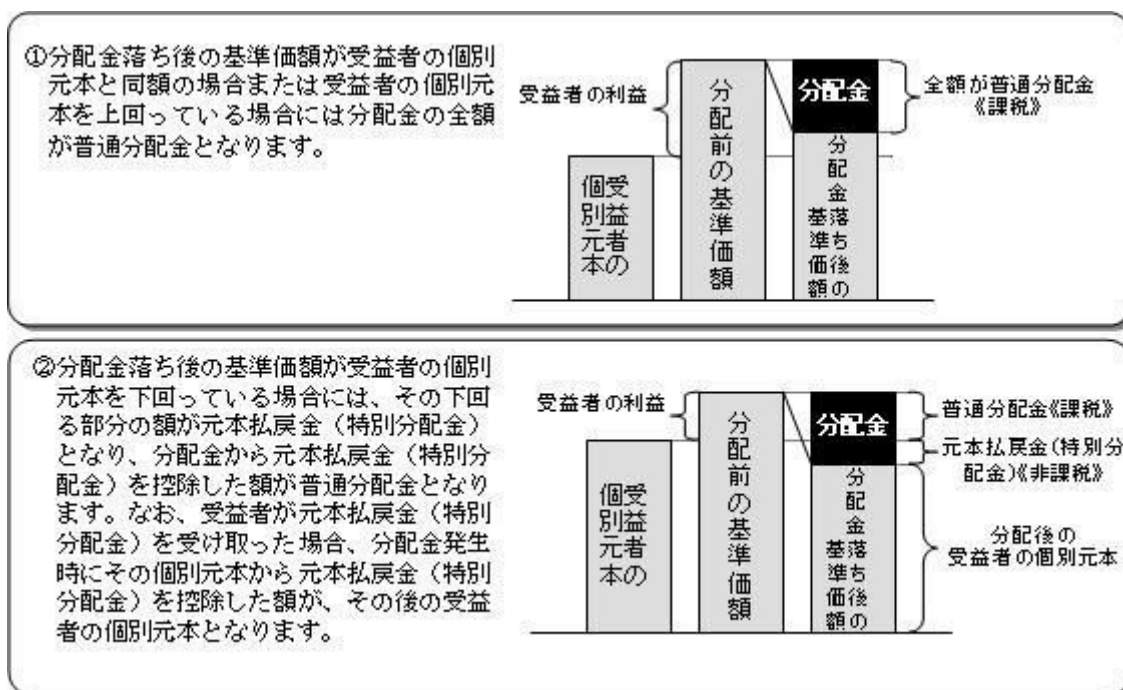 ①分配金落ち後の基準価額が受益者の個別
元本と同額の場合または受益者の個別元
本を上回っている場合には分配金の全額
が普通分配金となります。
受益者の利益
受益者の
個別元本
分配前の基準価額
分配金
分配金落ち後の
基準価額
全額が普通分配金
《課税》
②分配金落ち後の基準価額が受益者の個別
元本を下回っている場合には、その下回
る部分の額が元本払戻金（特別分配金）
となり、分配金から元本払戻金（特別分
配金）を控除した額が普通分配金となり
ます。なお、受益者が元本払戻金（特別
分配金）を受け取った場合、分配金発生
時にその個別元本から元本払戻金（特別
分配金）を控除した額が、その後の受益
者の個別元本となります。
受益者の利益
受益者の
個別元本
分配前の基準価額
分配金
分配金落ち後の
基準価額
普通分配金《課税》
元本払戻金(特別分
配金)《非課税》
分配後の
受益者の個別元本